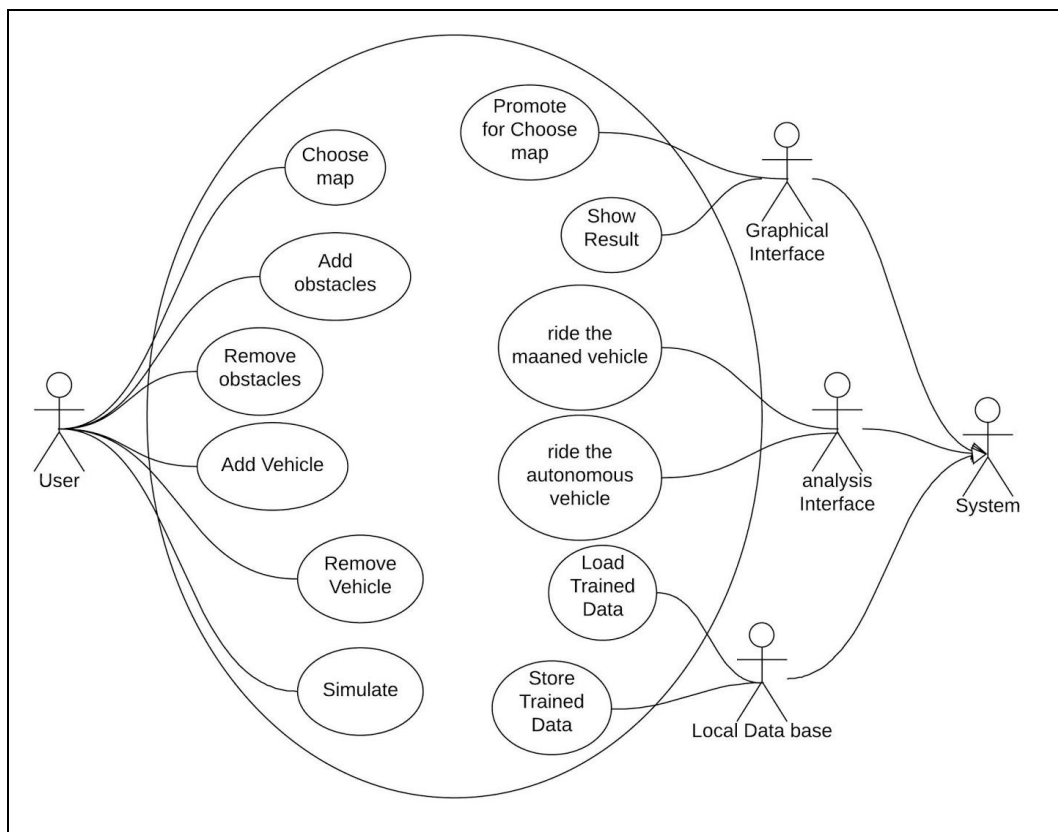 Choose
map
Add
obstacles
Remove
obstacles
Add Vehicle
Remove
Vehicle
Simulate
User
Promote
for Choose
map
Show
Result
ride the
maaned vehicle
ride the
autonomous
vehicle
Load
Trained
Data
Store
Trained
Data
Graphical
Interface
analysis
Interface
Local Data base
System